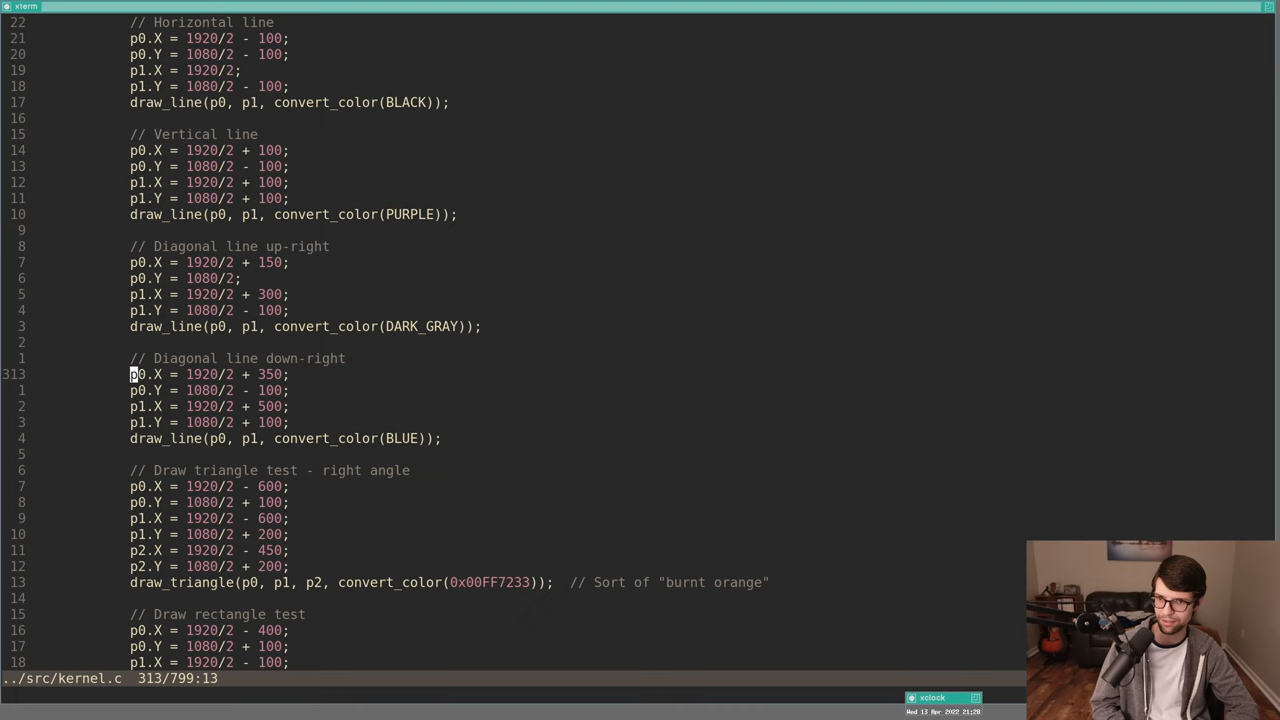 xterm
22 // Horizontal line
21 p0.X = 1920/2 - 100;
20 p0.Y = 1080/2 - 100;
19 p1.X = 1920/2;
18 p1.Y = 1080/2 - 100;
17 draw_line(p0, p1, convert_color(BLACK));
16
15 // Vertical line
14 p0.X = 1920/2 + 100;
13 p0.Y = 1080/2 - 100;
12 p1.X = 1920/2 + 100;
11 p1.Y = 1080/2 + 100;
10 draw_line(p0, p1, convert_color(PURPLE));
9
8 // Diagonal line up-right
7 p0.X = 1920/2 + 150;
6 p0.Y = 1080/2;
5 p1.X = 1920/2 + 300;
4 p1.Y = 1080/2 - 100;
3 draw_line(p0, p1, convert_color(DARK_GRAY));
2
1 // Diagonal line down-right
313 p0.X = 1920/2 + 350;
1 p0.Y = 1080/2 - 100;
2 p1.X = 1920/2 + 500;
3 p1.Y = 1080/2 + 100;
4 draw_line(p0, p1, convert_color(BLUE));
5
6 // Draw triangle test - right angle
7 p0.X = 1920/2 - 600;
8 p0.Y = 1080/2 + 100;
9 p1.X = 1920/2 - 600;
10 p1.Y = 1080/2 + 200;
11 p2.X = 1920/2 - 450;
12 p2.Y = 1080/2 + 200;
13 draw_triangle(p0, p1, p2, convert_color(0x00FF7233)); // Sort of "burnt orange"
14
15 // Draw rectangle test
16 p0.X = 1920/2 - 400;
17 p0.Y = 1080/2 + 100;
18 p1.X = 1920/2 - 100;
../src/kernel.c 313/799:13
xclock
Wed 13 Apr 2022 21:28